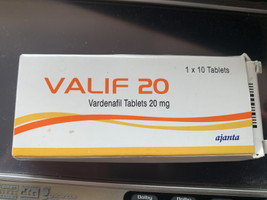 1 x 10 Tablets
VALIF 20
Vardenafil Tablets 20 mg
ajanta